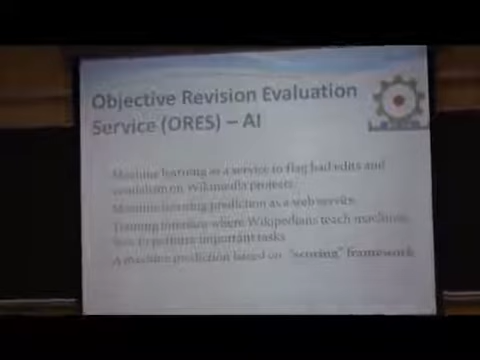 Objective Revision Evaluation
Service (ORES) – AI
Machine learning as a service to flag bad edits and
vandalism on Wikimedia projects.
Machine learning prediction as a web service
Training interface where Wikipedians teach machines
how to perform important tasks
A machine prediction based on "scoring" framework